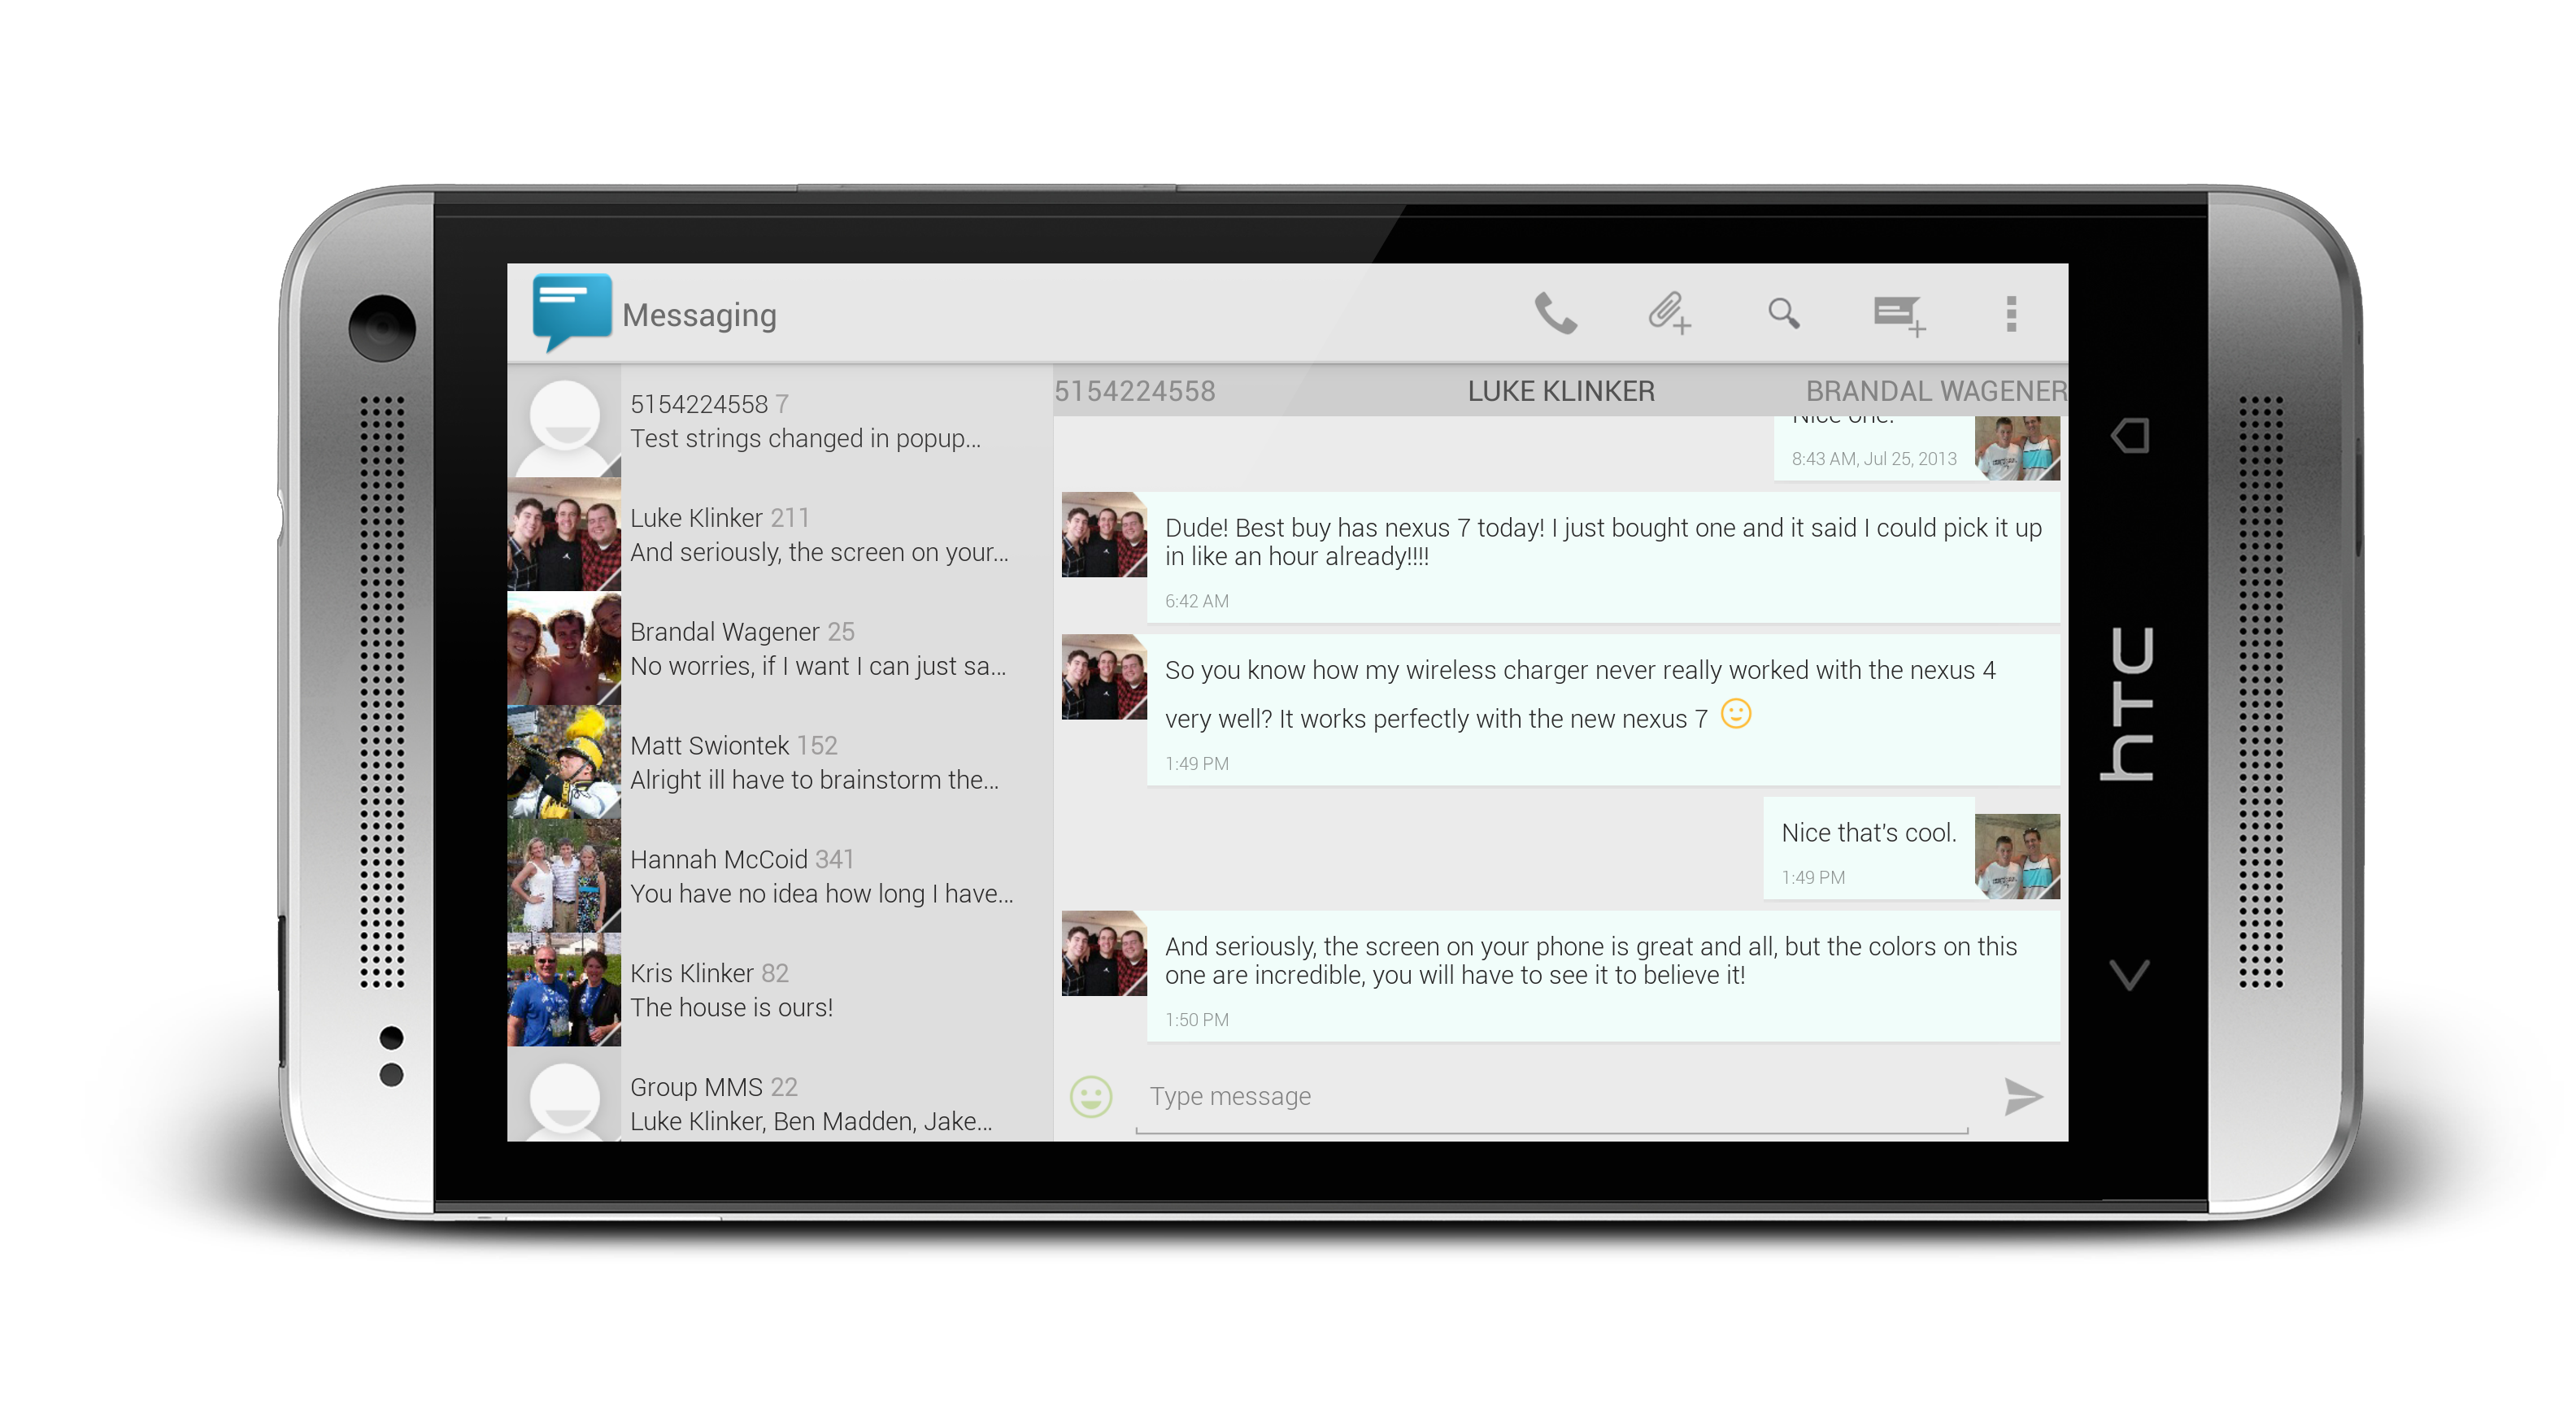 Messaging
5154224558 7
Test strings changed in popup...
Luke Klinker 211
And seriously, the screen on your...
Brandal Wagener 25
No worries, if I want I can just sa...
Matt Swiontek 152
Alright ill have to brainstorm the...
Hannah McCoid 341
You have no idea how long I have...
Kris Klinker 82
The house is ours!
Group MMS 22
Luke Klinker, Ben Madden, Jake...
5154224558 LUKE KLINKER BRANDAL WAGENER
Nice one.
8:43 AM, Jul 25, 2013
Dude! Best buy has nexus 7 today! I just bought one and it said I could pick it up
in like an hour already!!!!
6:42 AM
So you know how my wireless charger never really worked with the nexus 4
very well? It works perfectly with the new nexus 7
1:49 PM
Nice that's cool.
1:49 PM
And seriously, the screen on your phone is great and all, but the colors on this
one are incredible, you will have to see it to believe it!
1:50 PM
Type message
hTC